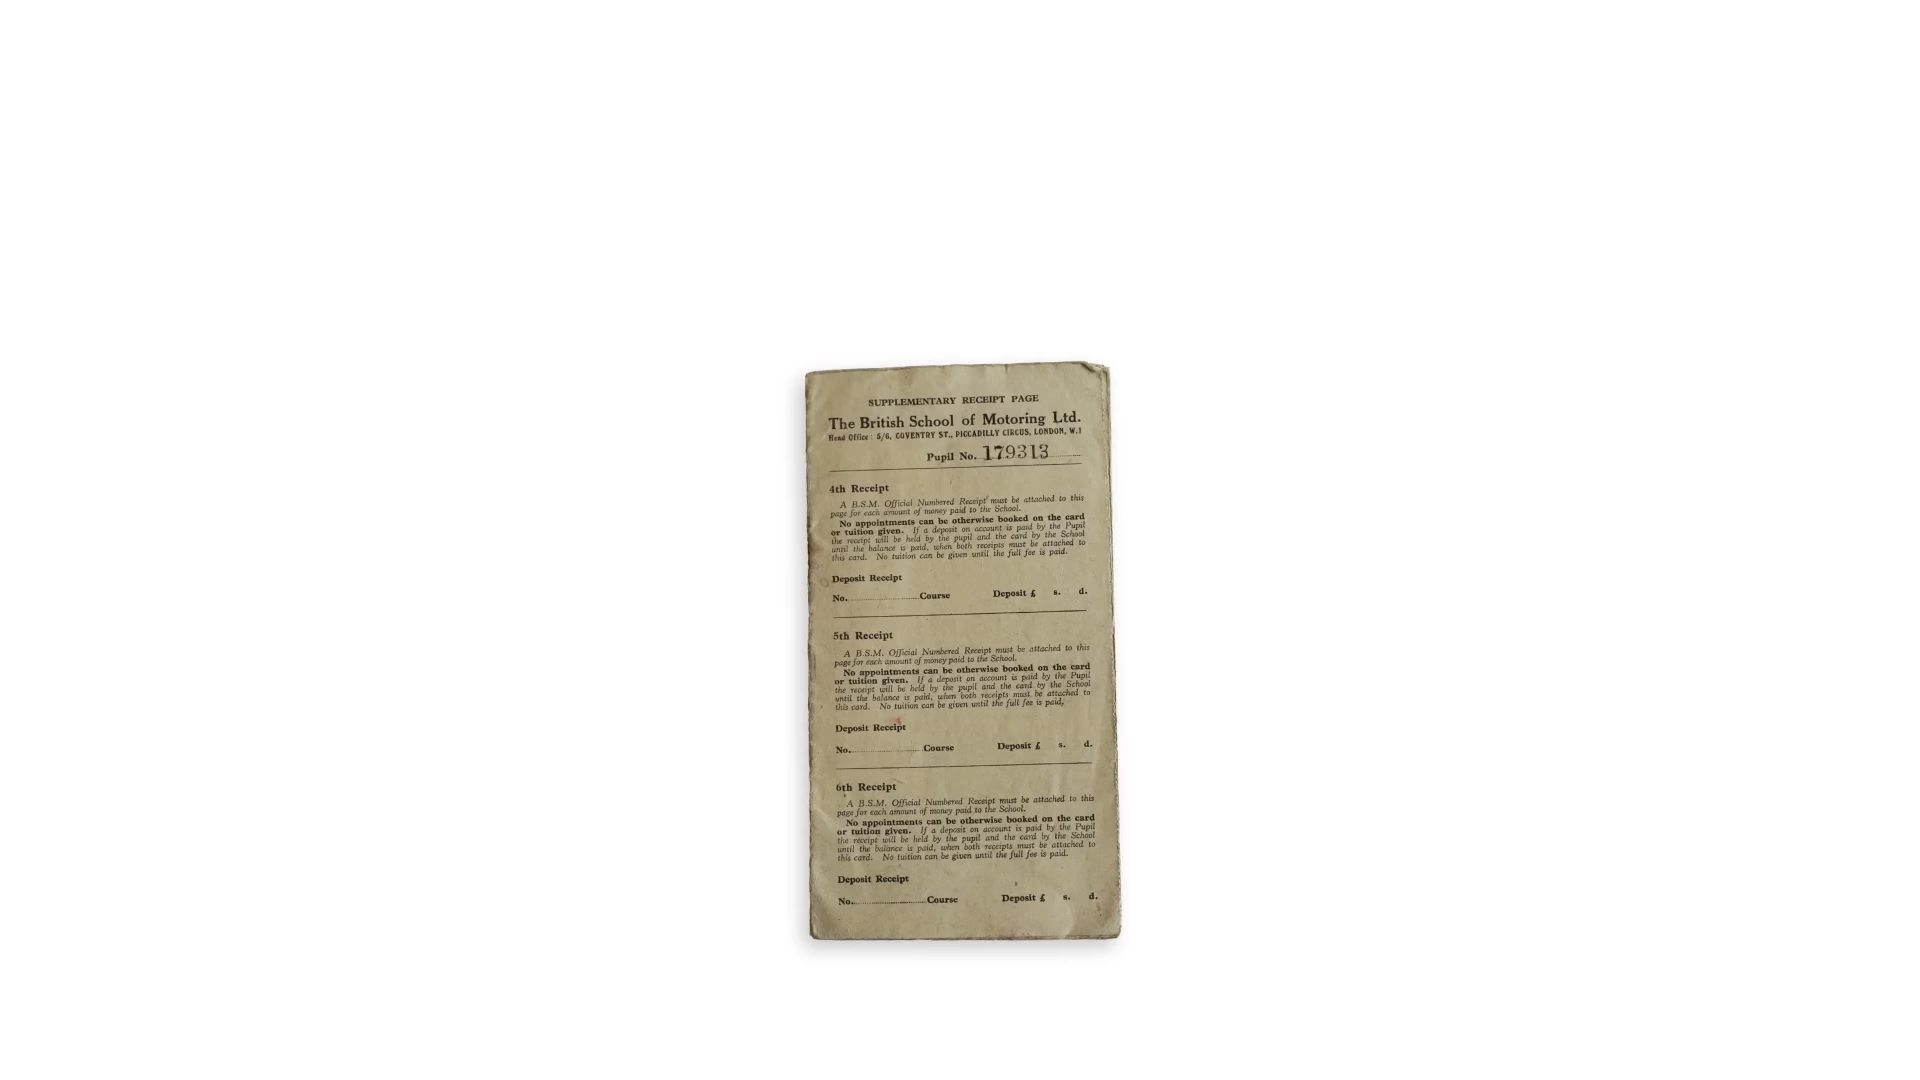 SUPPLEMENTARY RECEIPT PAGE
The British School of Motoring Ltd.
Head Office : 5/6, COVENTRY ST., PICCADILLY CIRCUS, LONDON, W.1
Pupil No. 179313
4th Receipt
A B.S.M. Official Numbered Receipt must be attached to this
page for each amount of money paid to the School.
No appointments can be otherwise booked on the card
or tuition given. If a deposit on account is paid by the Pupil
the receipt will be held by the pupil and the card by the School
until the balance is paid, when both receipts must be attached to
this card. No tuition can be given until the full fee is paid.
Deposit Receipt
No. Course Deposit £ s. d.
5th Receipt
A B.S.M. Official Numbered Receipt must be attached to this
page for each amount of money paid to the School.
No appointments can be otherwise booked on the card
or tuition given. If a deposit on account is paid by the Pupil
the receipt will be held by the pupil and the card by the School
until the balance is paid, when both receipts must be attached to
this card. No tuition can be given until the full fee is paid.
Deposit Receipt
No. Course Deposit £ s. d.
6th Receipt
A B.S.M. Official Numbered Receipt must be attached to this
page for each amount of money paid to the School.
No appointments can be otherwise booked on the card
or tuition given. If a deposit on account is paid by the Pupil
the receipt will be held by the pupil and the card by the School
until the balance is paid, when both receipts must be attached to
this card. No tuition can be given until the full fee is paid.
Deposit Receipt
No. Course Deposit £ s. d.